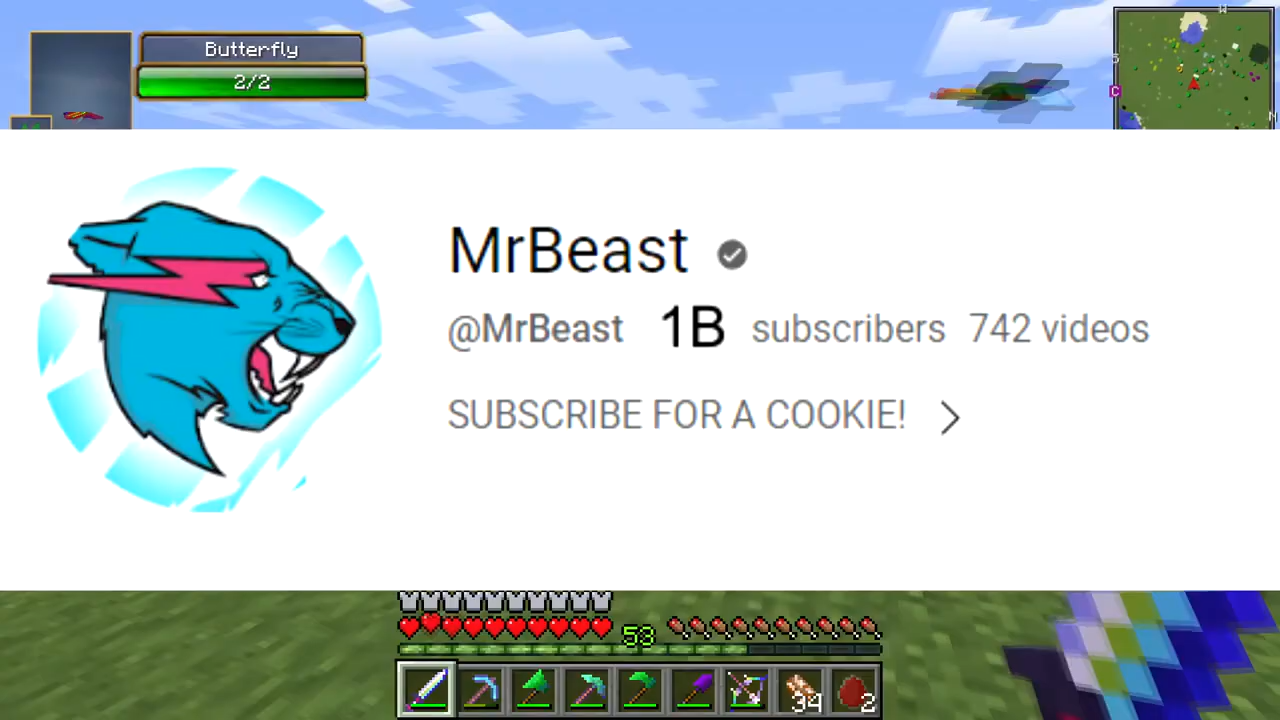 Butterfly
2/2
MrBeast
@MrBeast 1B subscribers 742 videos
SUBSCRIBE FOR A COOKIE!
53
34
2